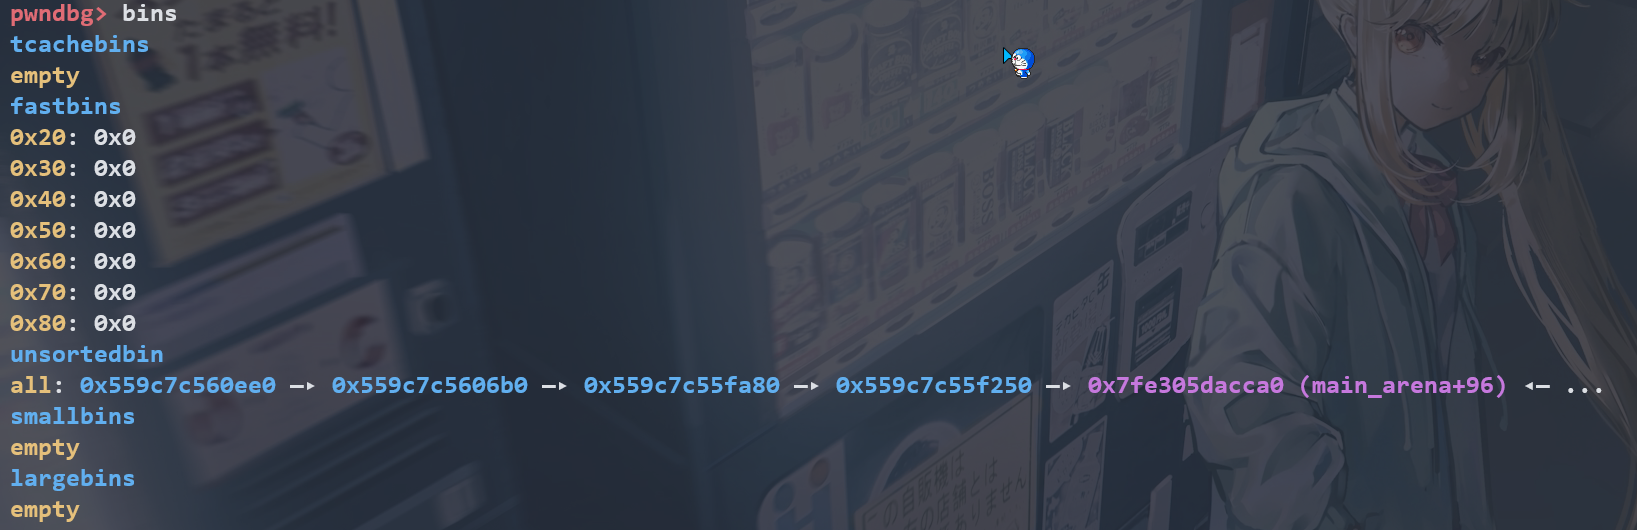 pwndbg> bins
tcachebins
empty
fastbins
0x20: 0x0
0x30: 0x0
0x40: 0x0
0x50: 0x0
0x60: 0x0
0x70: 0x0
0x80: 0x0
unsortedbin
all: 0x559c7c560ee0 —▸ 0x559c7c5606b0 —▸ 0x559c7c55fa80 —▸ 0x559c7c55f250 —▸ 0x7fe305dacca0 (main_arena+96) ◂— ...
smallbins
empty
largebins
empty